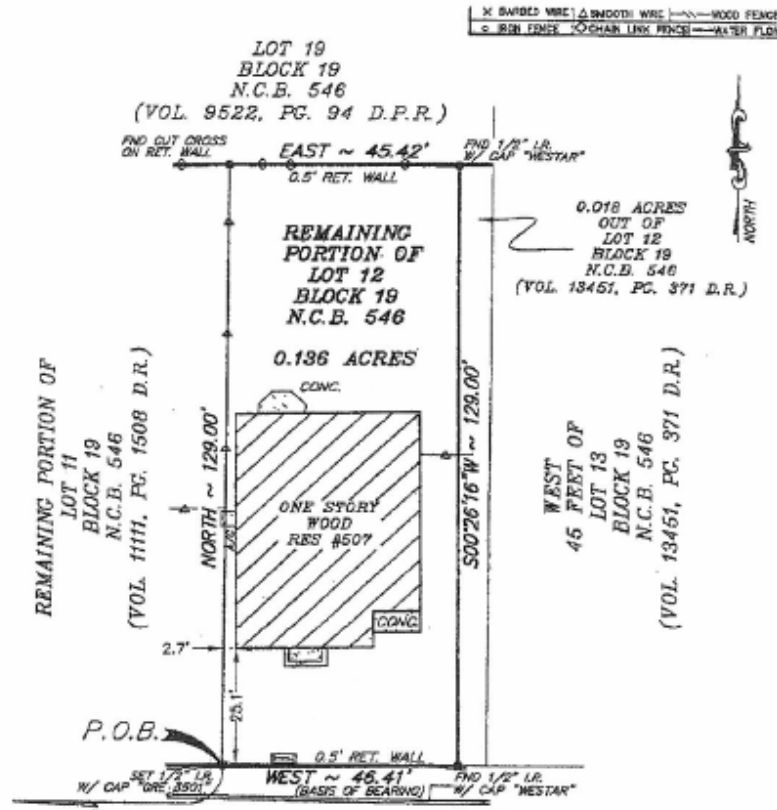 X BARBED WIRE △ SMOOTH WIRE WOOD FENCE
○ IRON FENCE ◇ CHAIN LINK FENCE WATER FLOW
LOT 19
BLOCK 19
N.C.B. 546
(VOL. 9522, PG. 94 D.P.R.)
FND CUT CROSS
ON RET. WALL
EAST ~ 45.42'
0.5' RET. WALL
FND 1/2" I.R.
W/ CAP "WESTAR"
NORTH
0.018 ACRES
OUT OF
LOT 12
BLOCK 19
N.C.B. 546
(VOL. 13451, PG. 371 D.R.)
REMAINING
PORTION OF
LOT 12
BLOCK 19
N.C.B. 546
0.136 ACRES
CONC.
REMAINING PORTION OF
LOT 11
BLOCK 19
N.C.B. 546
(VOL. 11111, PG. 1508 D.R.)
NORTH ~ 129.00'
ONE STORY
WOOD
RES #507
CONC.
S00°26'16"W ~ 129.00'
WEST
45 FEET OF
LOT 13
BLOCK 19
N.C.B. 546
(VOL. 13451, PG. 371 D.R.)
2.7'
25.1'
P.O.B.
SET 1/2" I.R.
W/ CAP
0.5' RET. WALL
WEST ~ 46.41'
(BASIS OF BEARING)
FND 1/2" I.R.
W/ CAP "WESTAR"